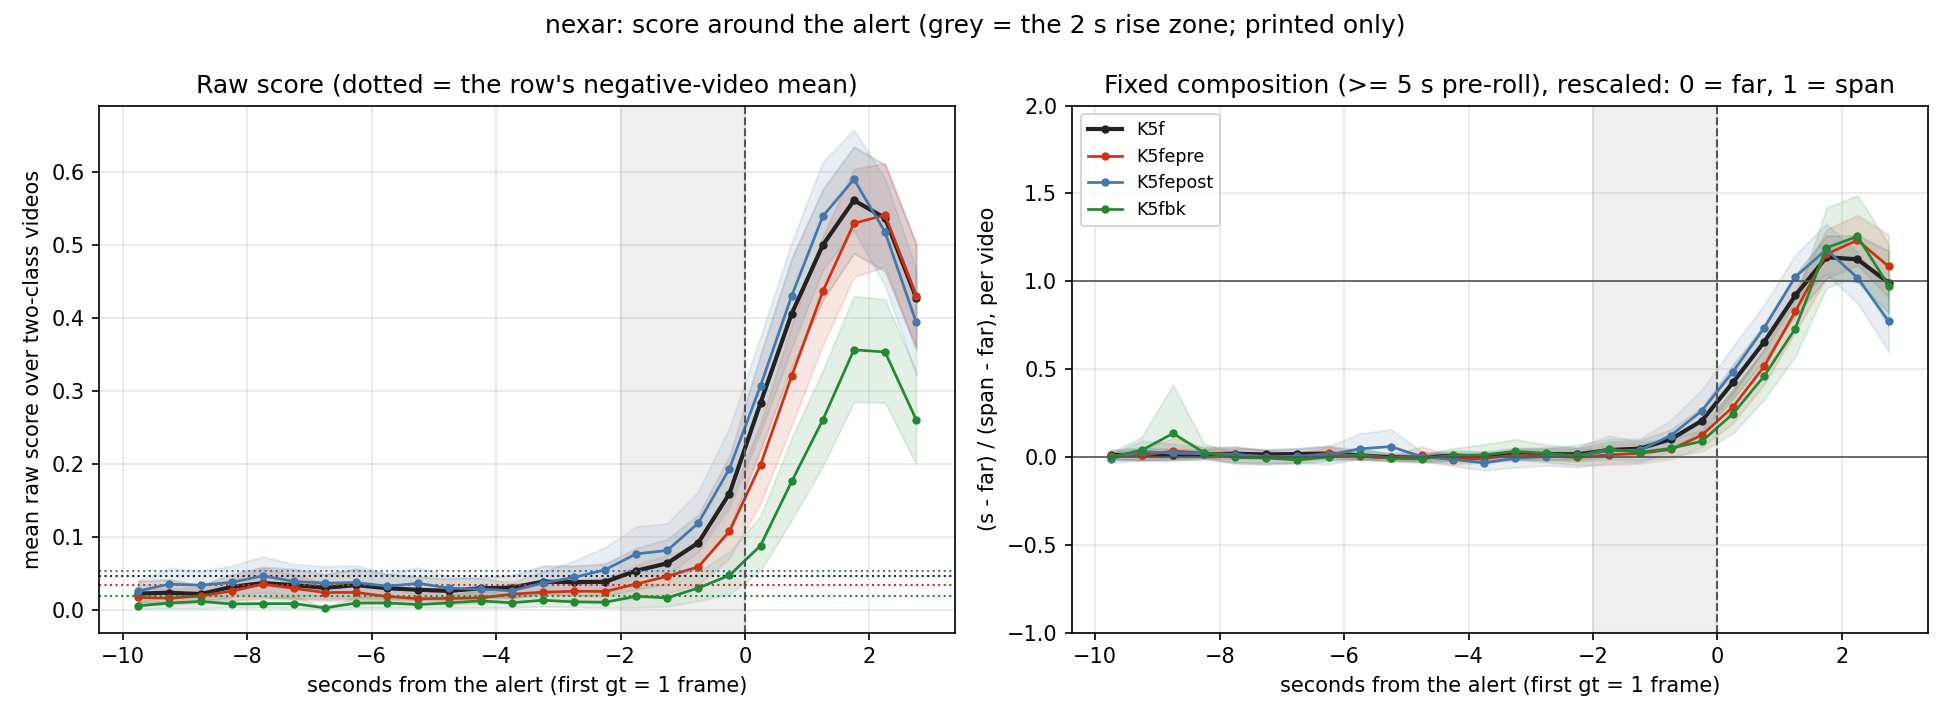 nexar: score around the alert (grey = the 2 s rise zone; printed only)
Raw score (dotted = the row's negative-video mean)
mean raw score over two-class videos
0.6
0.5
0.4
0.3
0.2
0.1
0.0
−10
−8
−6
−4
−2
0
2
seconds from the alert (first gt = 1 frame)
Fixed composition (>= 5 s pre-roll), rescaled: 0 = far, 1 = span
(s - far) / (span - far), per video
2.0
1.5
1.0
0.5
0.0
−0.5
−1.0
K5f
K5fepre
K5fepost
K5fbk
−10
−8
−6
−4
−2
0
2
seconds from the alert (first gt = 1 frame)